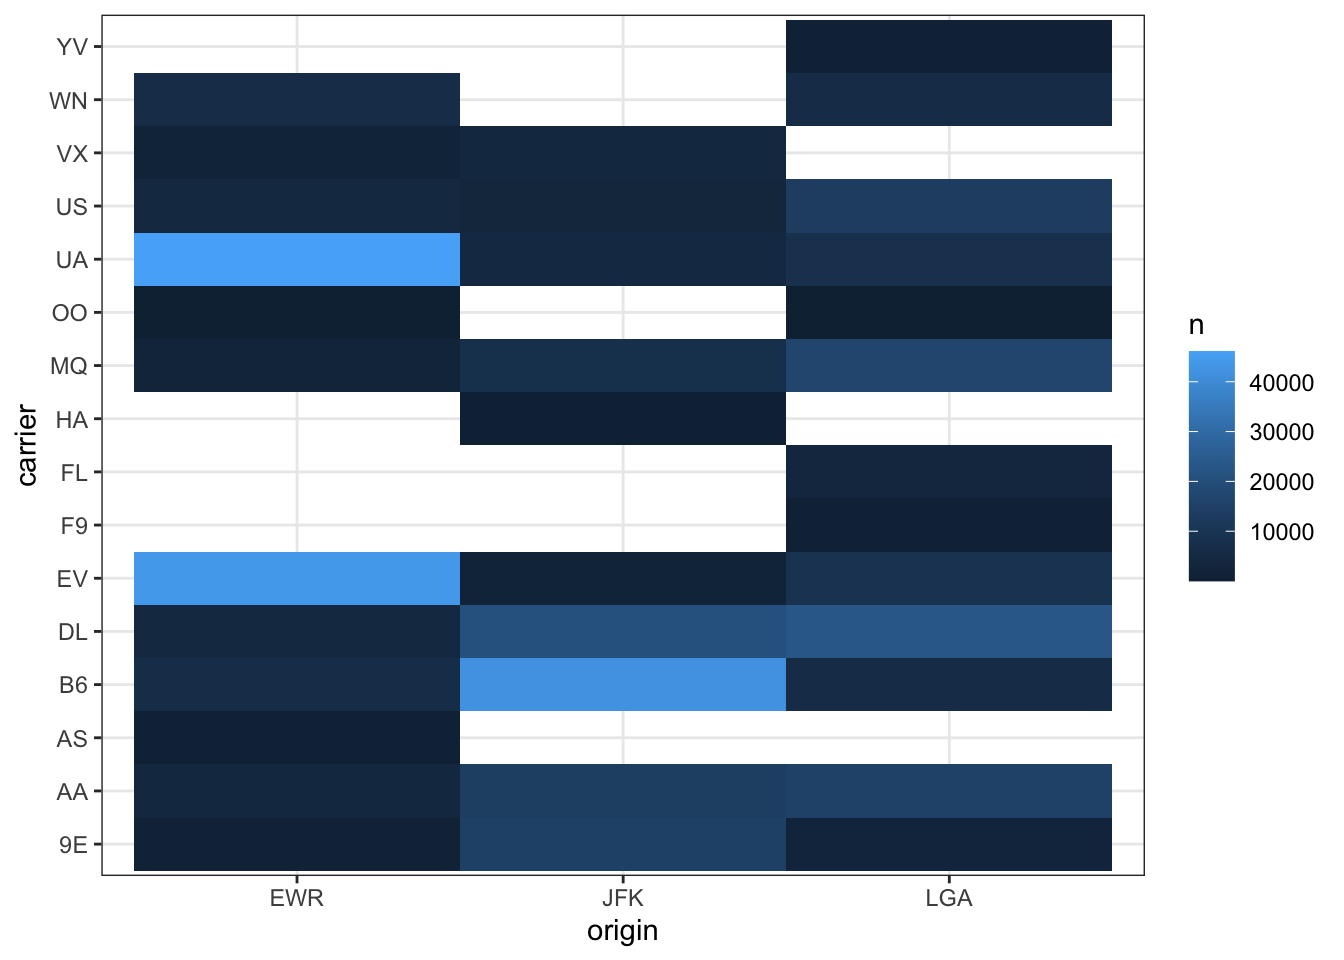 YV
WN
VX
US
UA
OO
MQ
HA
FL
F9
EV
DL
B6
AS
AA
9E
carrier
EWR JFK LGA
origin
n
40000
30000
20000
10000